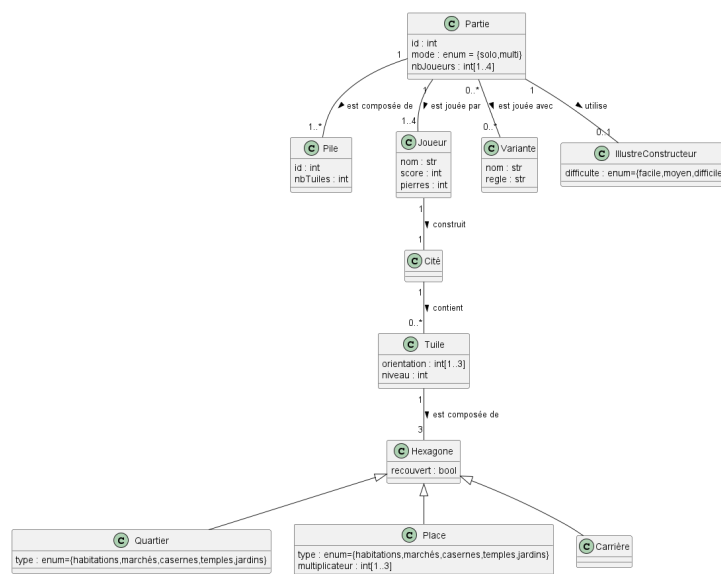 C Partie
id : int
mode : enum = {solo,multi}
nbJoueurs : int[1..4]
1 1 0..* 1
est composée de est jouée par est jouée avec utilise
1..* 1..4 0..* 0..1
C Pile
id : int
nbTuiles : int
C Joueur
nom : str
score : int
pierres : int
C Variante
nom : str
regle : str
C IllustreConstructeur
difficulte : enum={facile,moyen,difficile
1
construit
1
C Cité
1
contient
0..*
C Tuile
orientation : int[1..3]
niveau : int
1
est composée de
3
C Hexagone
recouvert : bool
C Quartier
type : enum={habitations,marchés,casernes,temples,jardins}
C Place
type : enum={habitations,marchés,casernes,temples,jardins}
multiplicateur : int[1..3]
C Carrière